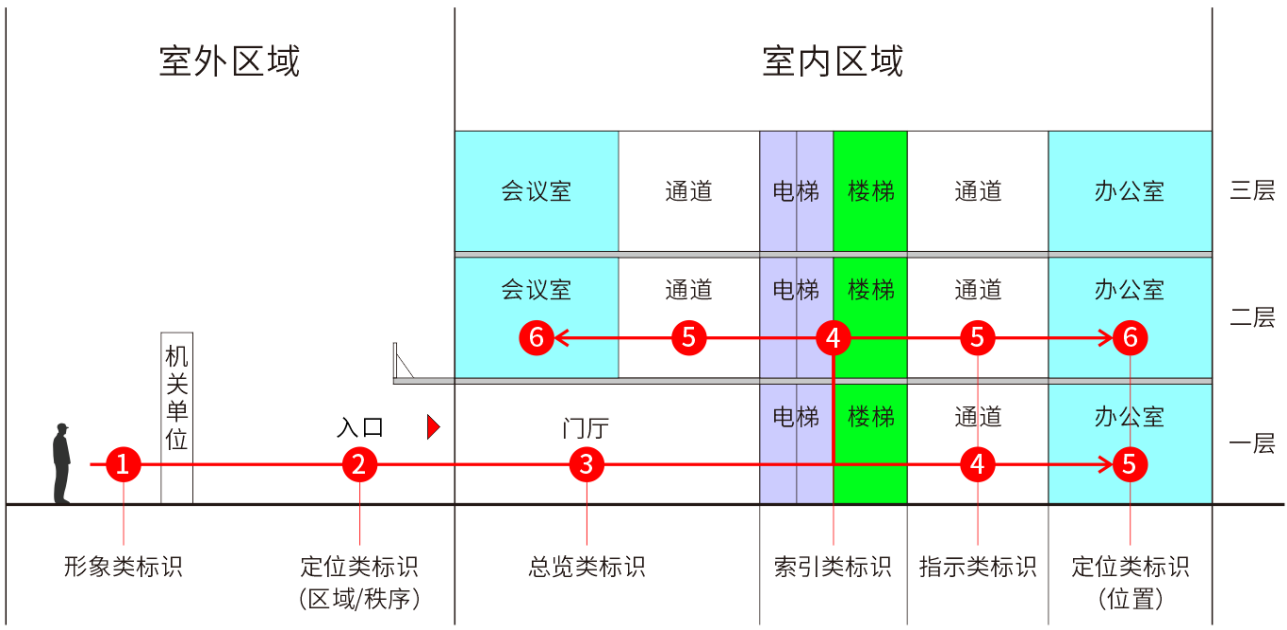 室外区域
室内区域
会议室
通道
电梯
楼梯
通道
办公室
三层
会议室
通道
电梯
楼梯
通道
办公室
二层
6
5
4
5
6
机关单位
入口
门厅
电梯
楼梯
通道
办公室
一层
1
2
3
4
5
形象类标识
定位类标识
(区域/秩序)
总览类标识
索引类标识
指示类标识
定位类标识
(位置)